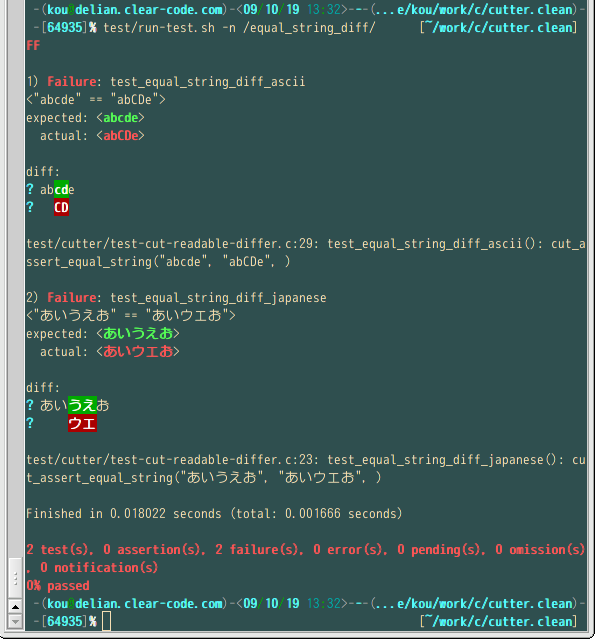 -(kou@delian.clear-code.com)-<09/10/19 13:32>---(...e/kou/work/c/cutter.clean)-
-[64935]% test/run-test.sh -n /equal_string_diff/ [~/work/c/cutter.clean]
FF
1) Failure: test_equal_string_diff_ascii
<"abcde" == "abCDe">
expected: <abcde>
actual: <abCDe>
diff:
? abcde
? CD
test/cutter/test-cut-readable-differ.c:29: test_equal_string_diff_ascii(): cut_a
ssert_equal_string("abcde", "abCDe", )
2) Failure: test_equal_string_diff_japanese
<"あいうえお" == "あいウエお">
expected: <あいうえお>
actual: <あいウエお>
diff:
? あいうえお
? ウエ
test/cutter/test-cut-readable-differ.c:23: test_equal_string_diff_japanese(): cu
t_assert_equal_string("あいうえお", "あいウエお", )
Finished in 0.018022 seconds (total: 0.001666 seconds)
2 test(s), 0 assertion(s), 2 failure(s), 0 error(s), 0 pending(s), 0 omission(s)
, 0 notification(s)
0% passed
-(kou@delian.clear-code.com)-<09/10/19 13:32>---(...e/kou/work/c/cutter.clean)-
-[64935]% [~/work/c/cutter.clean]